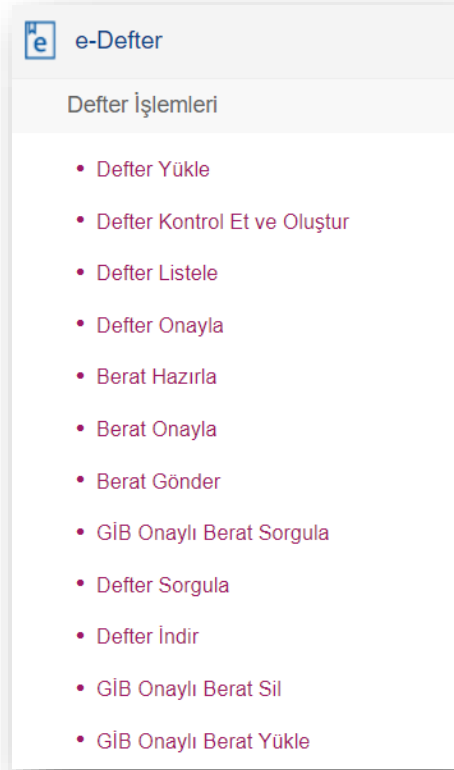 e
e-Defter
Defter İşlemleri
• Defter Yükle
• Defter Kontrol Et ve Oluştur
• Defter Listele
• Defter Onayla
• Berat Hazırla
• Berat Onayla
• Berat Gönder
• GİB Onaylı Berat Sorgula
• Defter Sorgula
• Defter İndir
• GİB Onaylı Berat Sil
• GİB Onaylı Berat Yükle